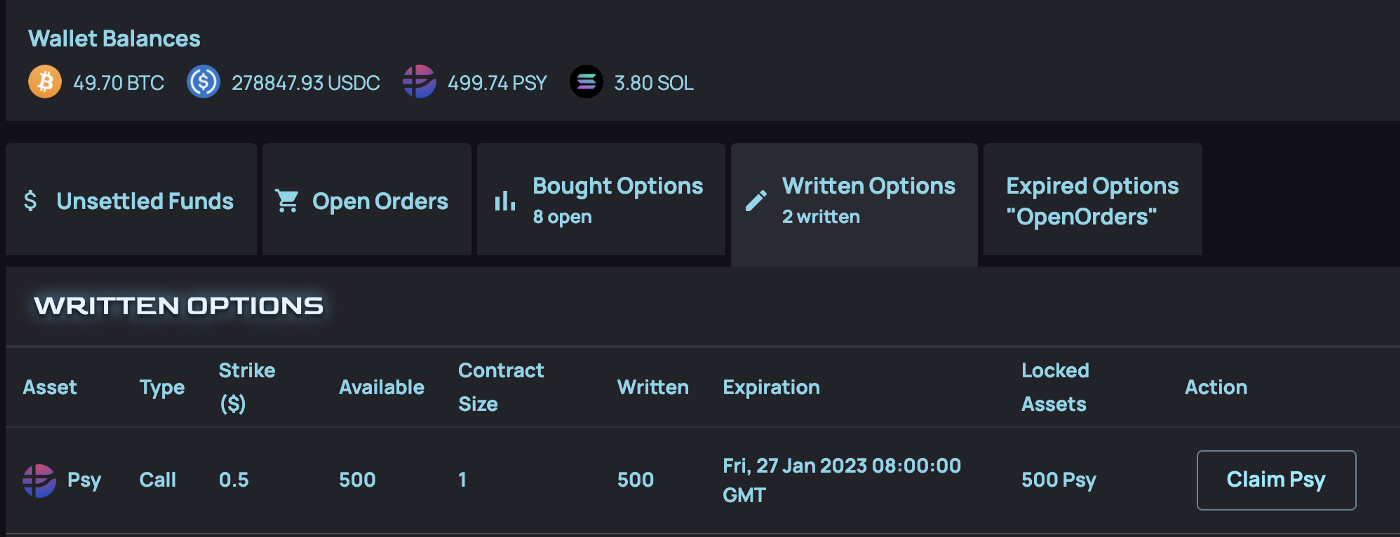 Wallet Balances
49.70 BTC 278847.93 USDC 499.74 PSY 3.80 SOL
$ Unsettled Funds
Open Orders
Bought Options
8 open
Written Options
2 written
Expired Options
"OpenOrders"
WRITTEN OPTIONS
Asset
Type
Strike
($)
Available
Contract
Size
Written
Expiration
Locked
Assets
Action
Psy
Call
0.5
500
1
500
Fri, 27 Jan 2023 08:00:00
GMT
500 Psy
Claim Psy